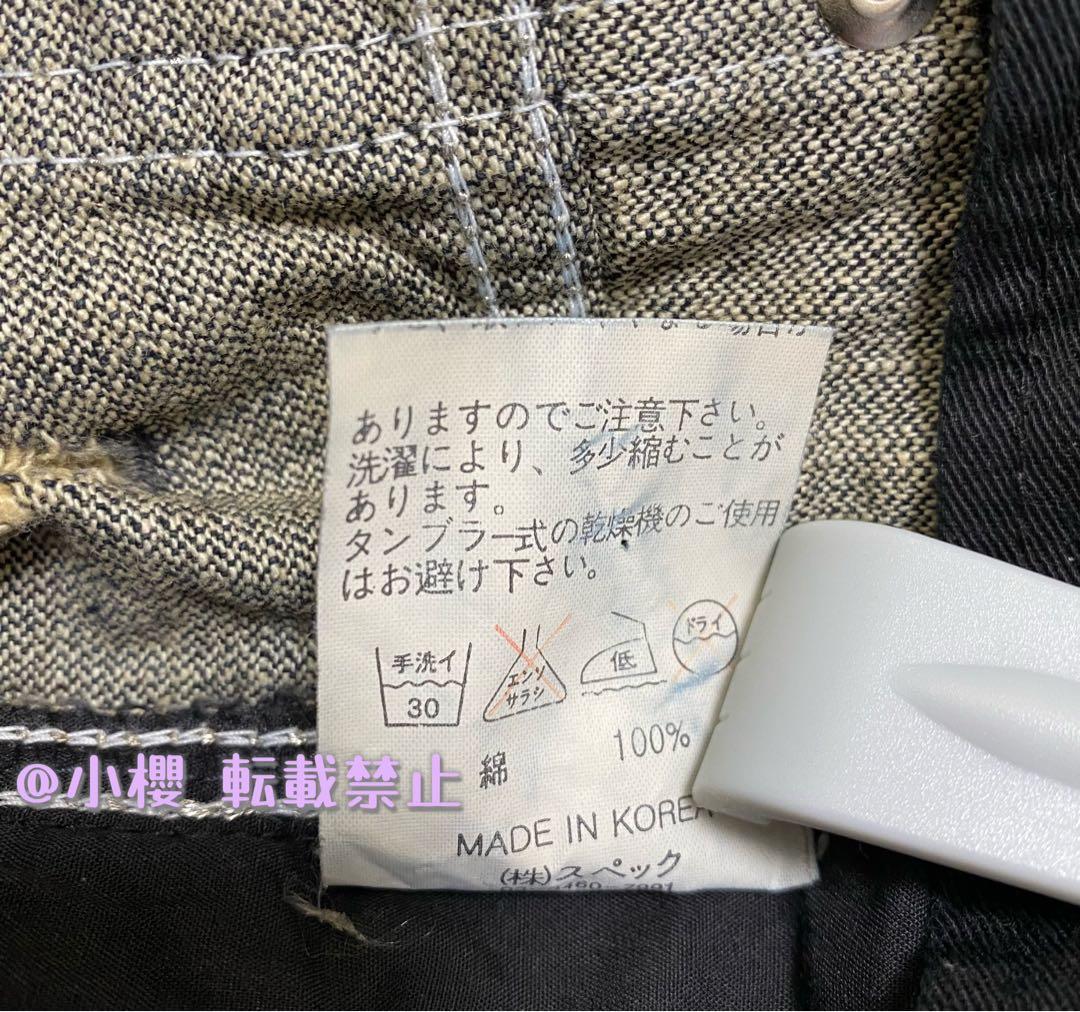 ありますのでご注意下さい。
洗濯により、多少縮むことが
あります。
タンブラー式の乾燥機のご使用
はお避け下さい。
手洗イ
30
エンソ
サラシ
低
ドライ
綿 100%
MADE IN KOREA
(株)スペック
@小櫻 転載禁止